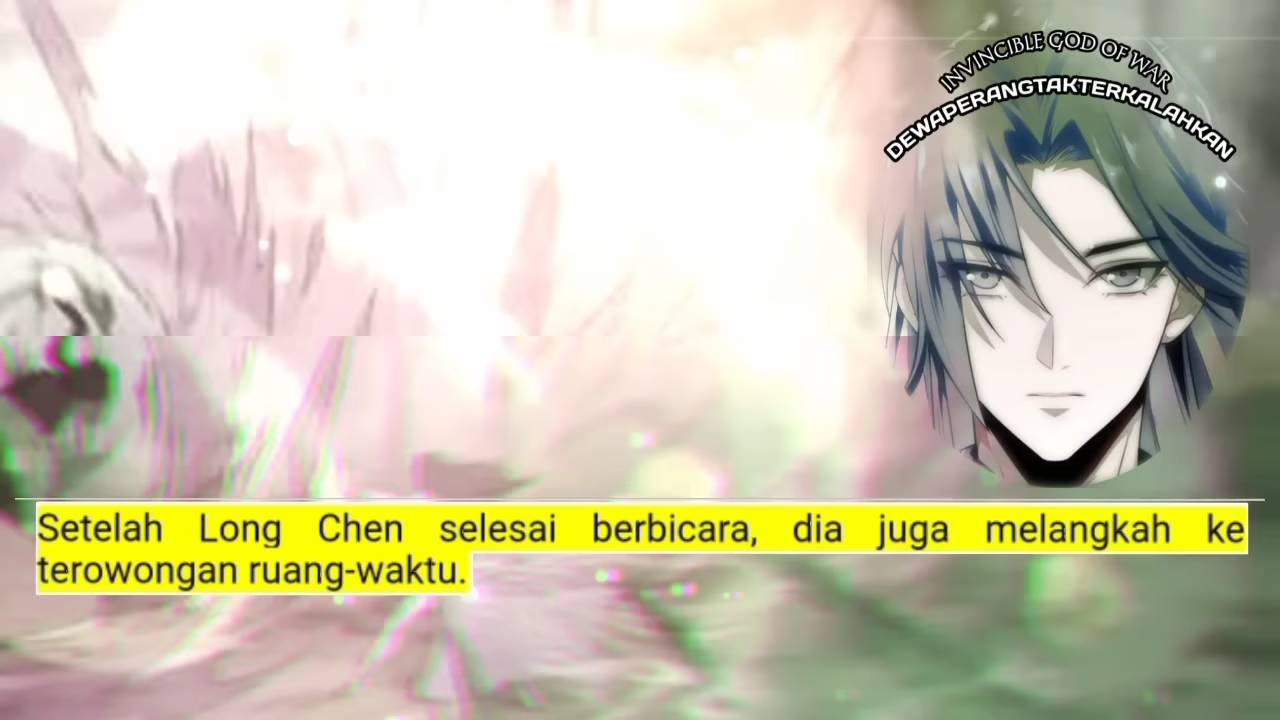 INVINCIBLE GOD OF WAR
DEWAPERANGTAKTERKALAHKAN
Setelah Long Chen selesai berbicara, dia juga melangkah ke
terowongan ruang-waktu.